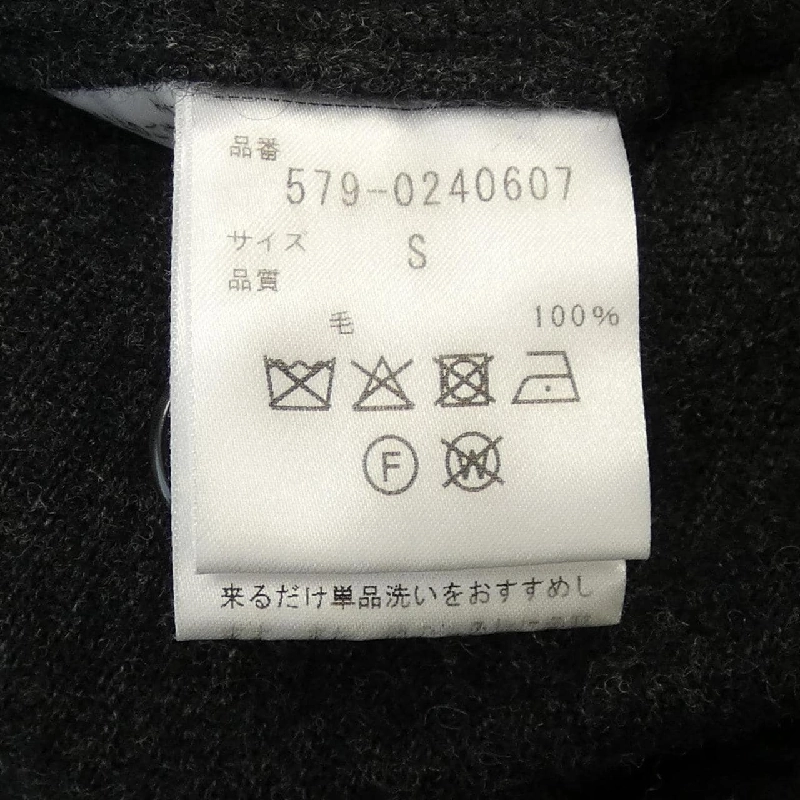 品番
579-0240607
サイズ S
品質
毛 100%
F
W
来るだけ単品洗いをおすすめし